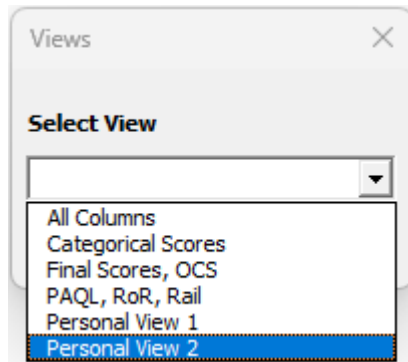 Views
Select View
All Columns
Categorical Scores
Final Scores, OCS
PAQL, RoR, Rail
Personal View 1
Personal View 2